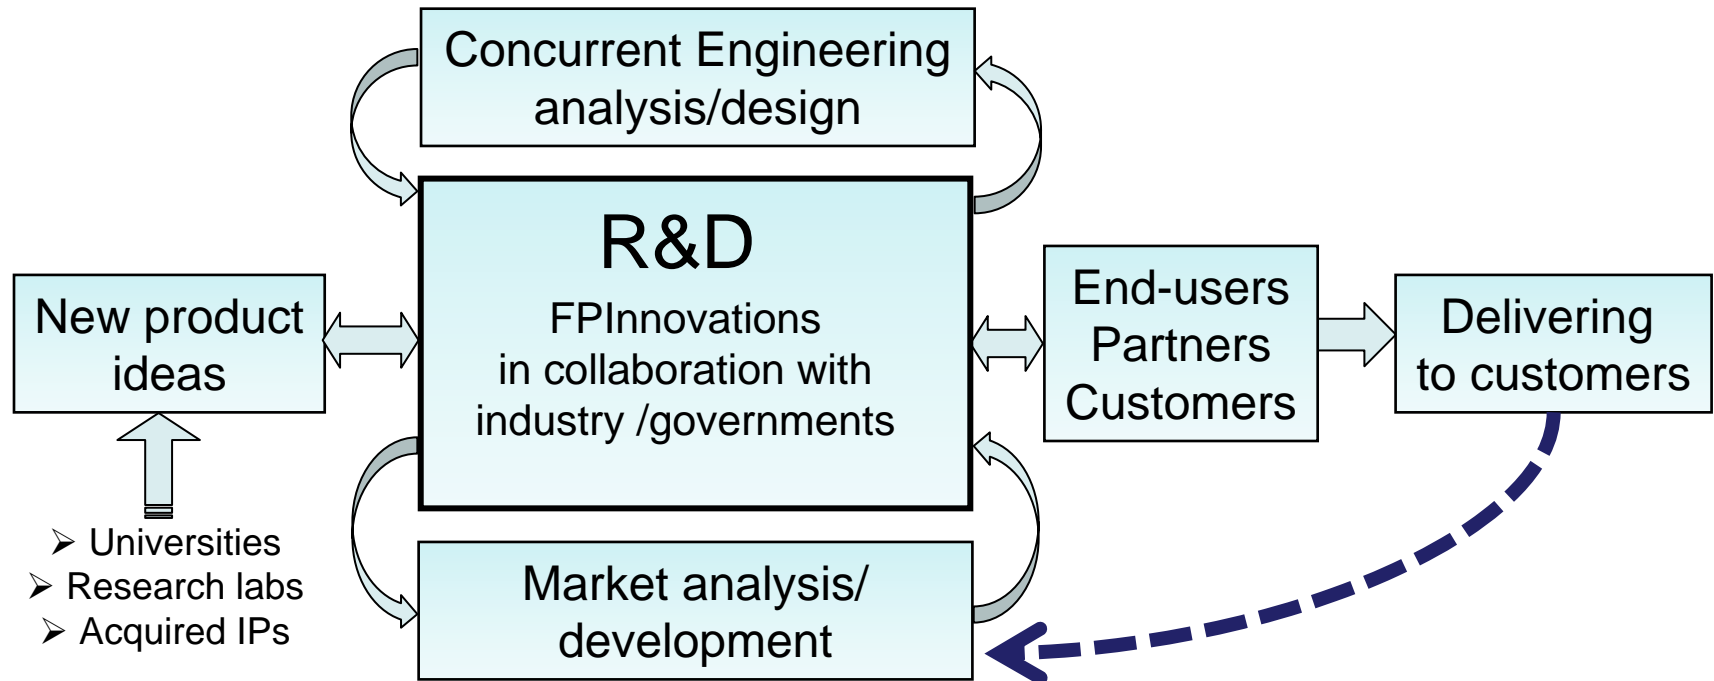 Concurrent Engineering
analysis/design
R&D
FPInnovations
in collaboration with
industry /governments
New product
ideas
End-users
Partners
Customers
Delivering
to customers
➢ Universities
➢ Research labs
➢ Acquired IPs
Market analysis/
development